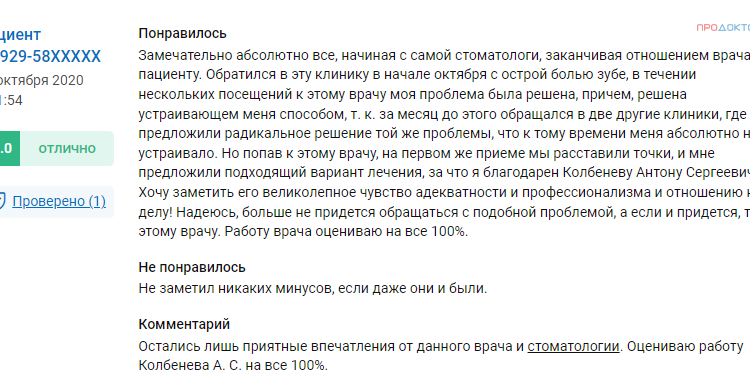 Понравилось
ПРОДОКТО
циент
929-58XXXXX
октября 2020
:54
.0 ОТЛИЧНО
Проверено (1)
Замечательно абсолютно все, начиная с самой стоматологи, заканчивая отношением врача
пациенту. Обратился в эту клинику в начале октября с острой болью зубе, в течении
нескольких посещений к этому врачу моя проблема была решена, причем, решена
устраивающем меня способом, т. к. за месяц до этого обращался в две другие клиники, где
предложили радикальное решение той же проблемы, что к тому времени меня абсолютно н
устраивало. Но попав к этому врачу, на первом же приеме мы расставили точки, и мне
предложили подходящий вариант лечения, за что я благодарен Колбеневу Антону Сергеевич
Хочу заметить его великолепное чувство адекватности и профессионализма и отношению к
делу! Надеюсь, больше не придется обращаться с подобной проблемой, а если и придется, т
этому врачу. Работу врача оцениваю на все 100%.
Не понравилось
Не заметил никаких минусов, если даже они и были.
Комментарий
Остались лишь приятные впечатления от данного врача и стоматологии. Оцениваю работу
Колбенева А. С. на все 100%.